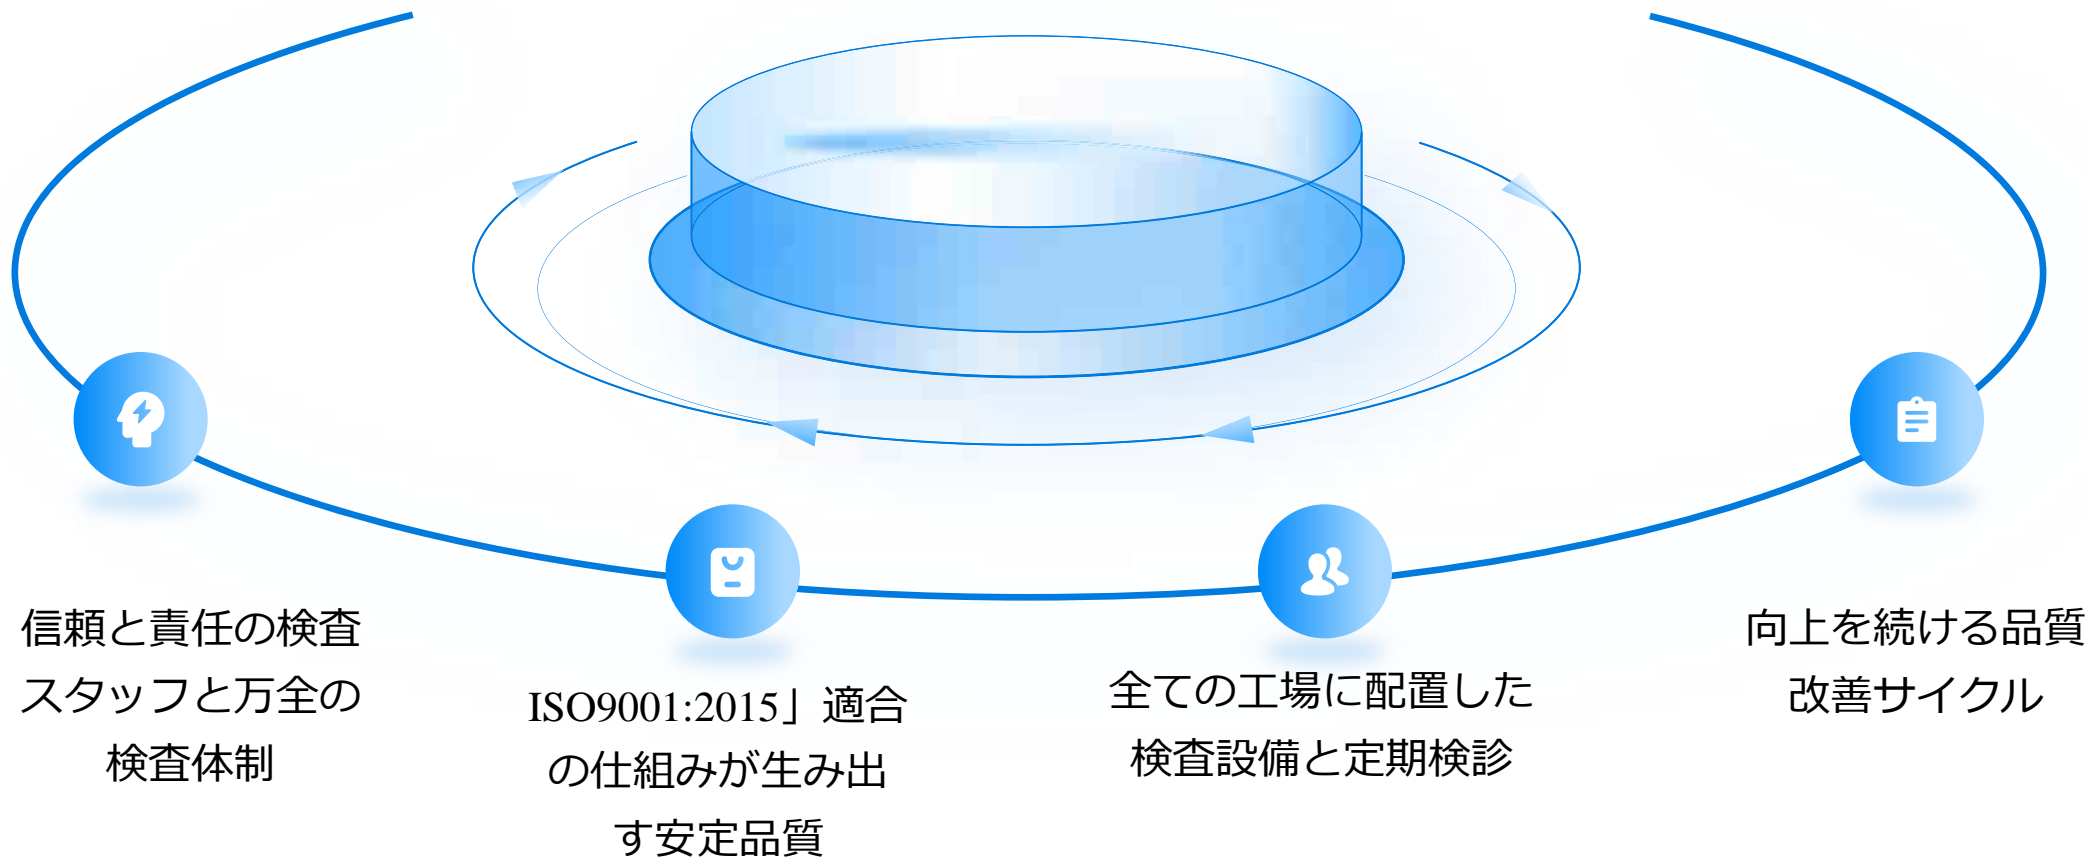 信頼と責任の検査
スタッフと万全の
検査体制
ISO9001:2015」適合
の仕組みが生み出
す安定品質
全ての工場に配置した
検査設備と定期検診
向上を続ける品質
改善サイクル